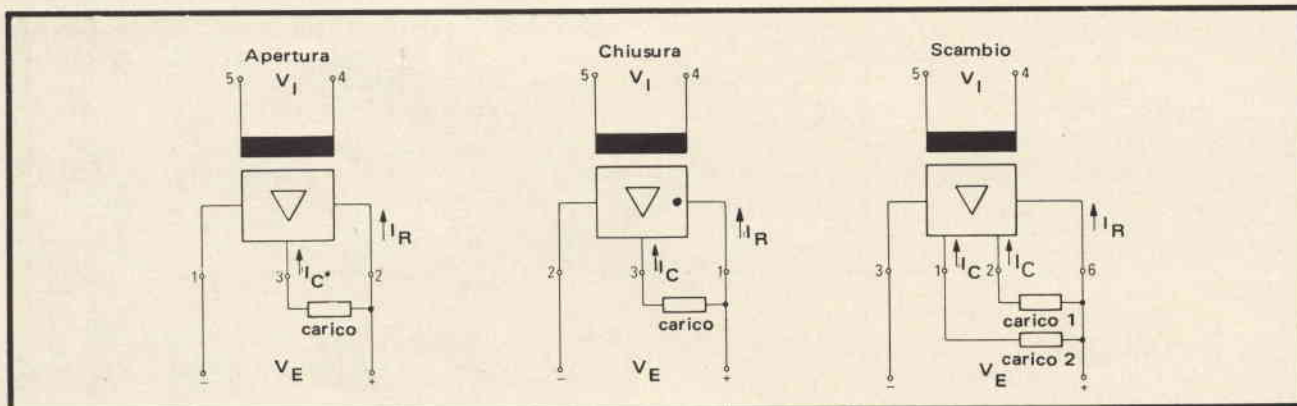 Apertura
5 V_I 4
I_R
I_C*
1 3 2
carico
V_E
− +
Chiusura
5 V_I 4
I_R
I_C
2 3 1
carico
V_E
− +
Scambio
5 V_I 4
I_R
I_C I_C
3 1 2 6
carico 1
carico 2
V_E
− +